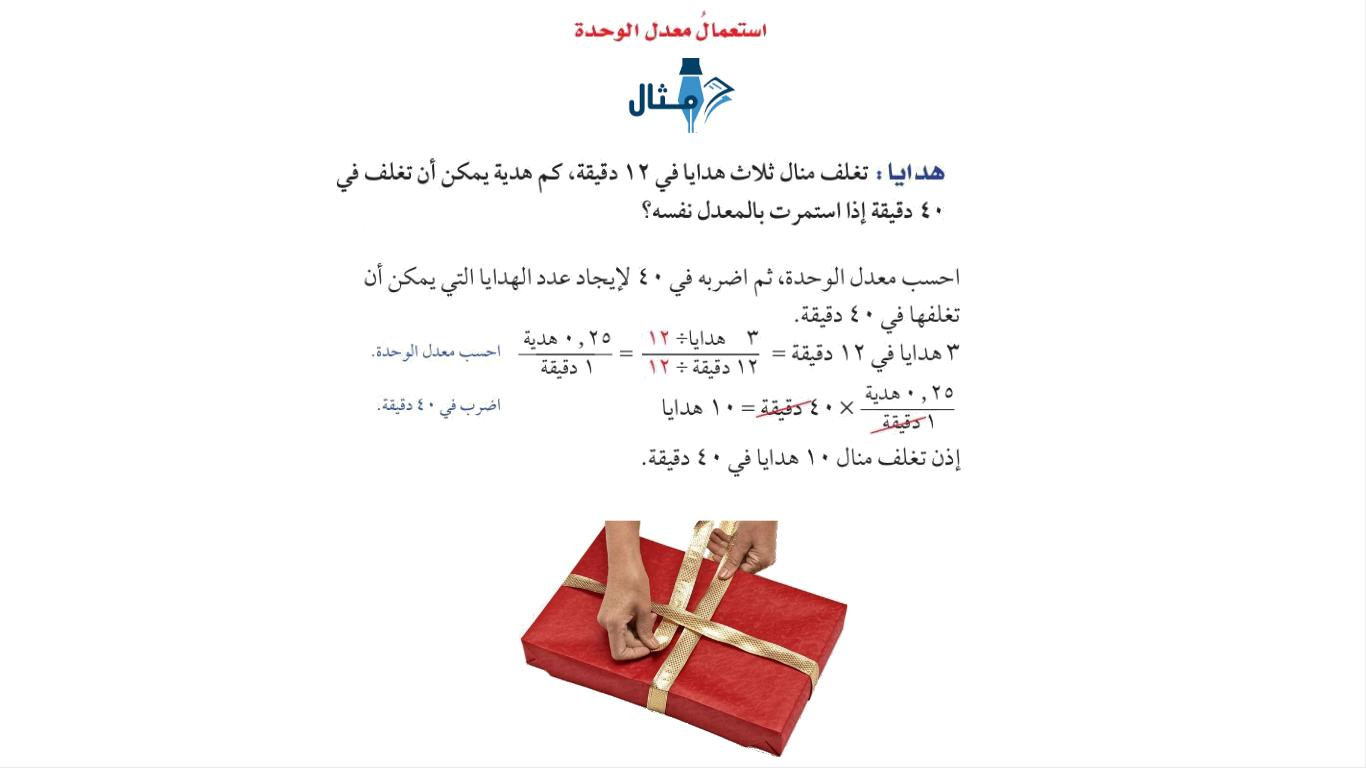 استعمالُ معدل الوحدة
مثال
هدايا : تغلف منال ثلاث هدايا في ١٢ دقيقة، كم هدية يمكن أن تغلف في
٤٠ دقيقة إذا استمرت بالمعدل نفسه؟
احسب معدل الوحدة، ثم اضربه في ٤٠ لإيجاد عدد الهدايا التي يمكن أن
تغلفها في ٤٠ دقيقة.
٣ هدايا في ١٢ دقيقة = ٣ هدايا ÷ ١٢ / ١٢ دقيقة ÷ ١٢ = ٠,٢٥ هدية / ١ دقيقة احسب معدل الوحدة.
٠,٢٥ هدية / ١ دقيقة × ٤٠ دقيقة = ١٠ هدايا اضرب في ٤٠ دقيقة.
إذن تغلف منال ١٠ هدايا في ٤٠ دقيقة.